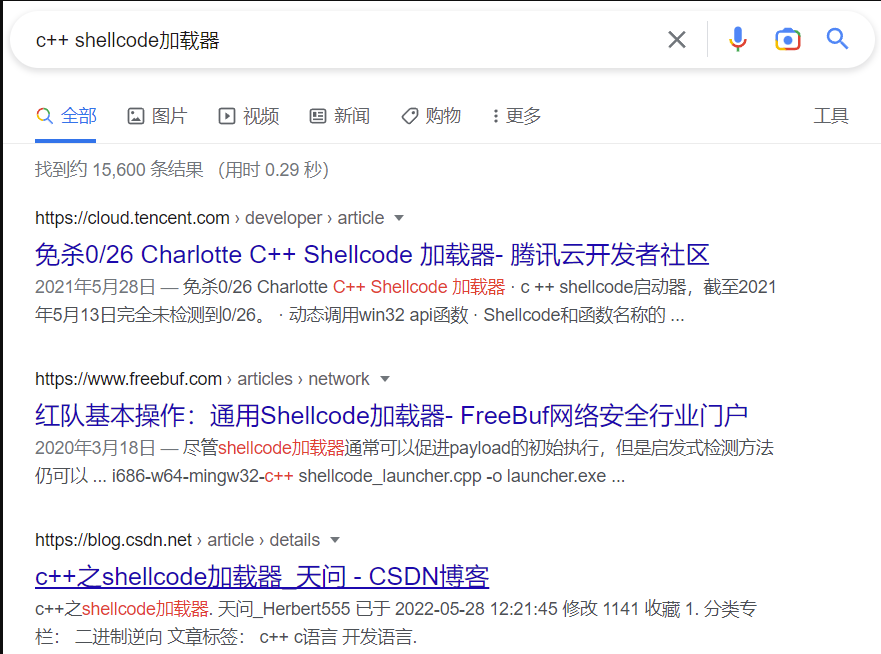 c++ shellcode加载器
全部 图片 视频 新闻 购物 更多 工具
找到约 15,600 条结果 （用时 0.29 秒）
https://cloud.tencent.com › developer › article
免杀0/26 Charlotte C++ Shellcode 加载器- 腾讯云开发者社区
2021年5月28日 — 免杀0/26 Charlotte C++ Shellcode 加载器 · c ++ shellcode启动器，截至2021
年5月13日完全未检测到0/26。 · 动态调用win32 api函数 · Shellcode和函数名称的 ...
https://www.freebuf.com › articles › network
红队基本操作：通用Shellcode加载器- FreeBuf网络安全行业门户
2020年3月18日 — 尽管shellcode加载器通常可以促进payload的初始执行，但是启发式检测方法
仍可以 ... i686-w64-mingw32-c++ shellcode_launcher.cpp -o launcher.exe ...
https://blog.csdn.net › article › details
c++之shellcode加载器_天问 - CSDN博客
c++之shellcode加载器. 天问_Herbert555 已于 2022-05-28 12:21:45 修改 1141 收藏 1. 分类专
栏： 二进制逆向 文章标签： c++ c语言 开发语言.